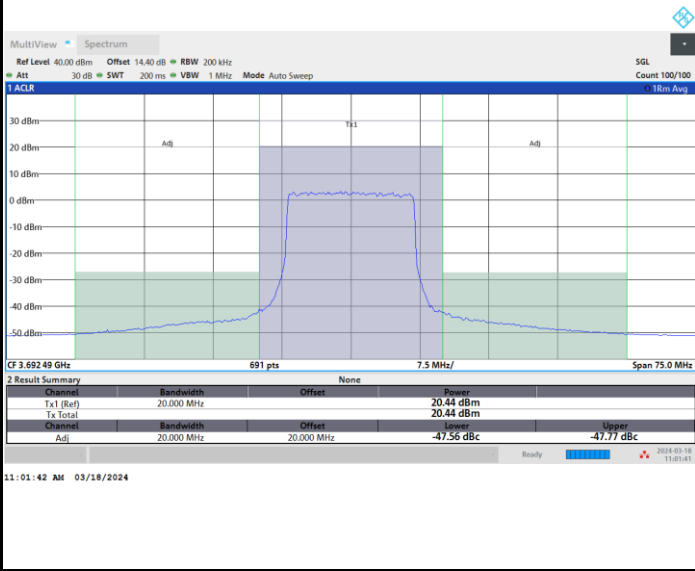 MultiView Spectrum
Ref Level 40.00 dBm Offset 14.40 dB RBW 200 kHz SGL
Att 30 dB SWT 200 ms VBW 1 MHz Mode Auto Sweep Count 100/100
1 ACLR 1Rm Avg
30 dBm
Tx1
20 dBm
Adj Adj
10 dBm
0 dBm
-10 dBm
-20 dBm
-30 dBm
-40 dBm
-50 dBm
CF 3.692 49 GHz 691 pts 7.5 MHz/ Span 75.0 MHz
2 Result Summary None
Channel Bandwidth Offset Power
Tx1 (Ref) 20.000 MHz 20.44 dBm
Tx Total 20.44 dBm
Channel Bandwidth Offset Lower Upper
Adj 20.000 MHz 20.000 MHz -47.56 dBc -47.77 dBc
Ready 2024-03-18
11:01:41
11:01:42 AM 03/18/2024